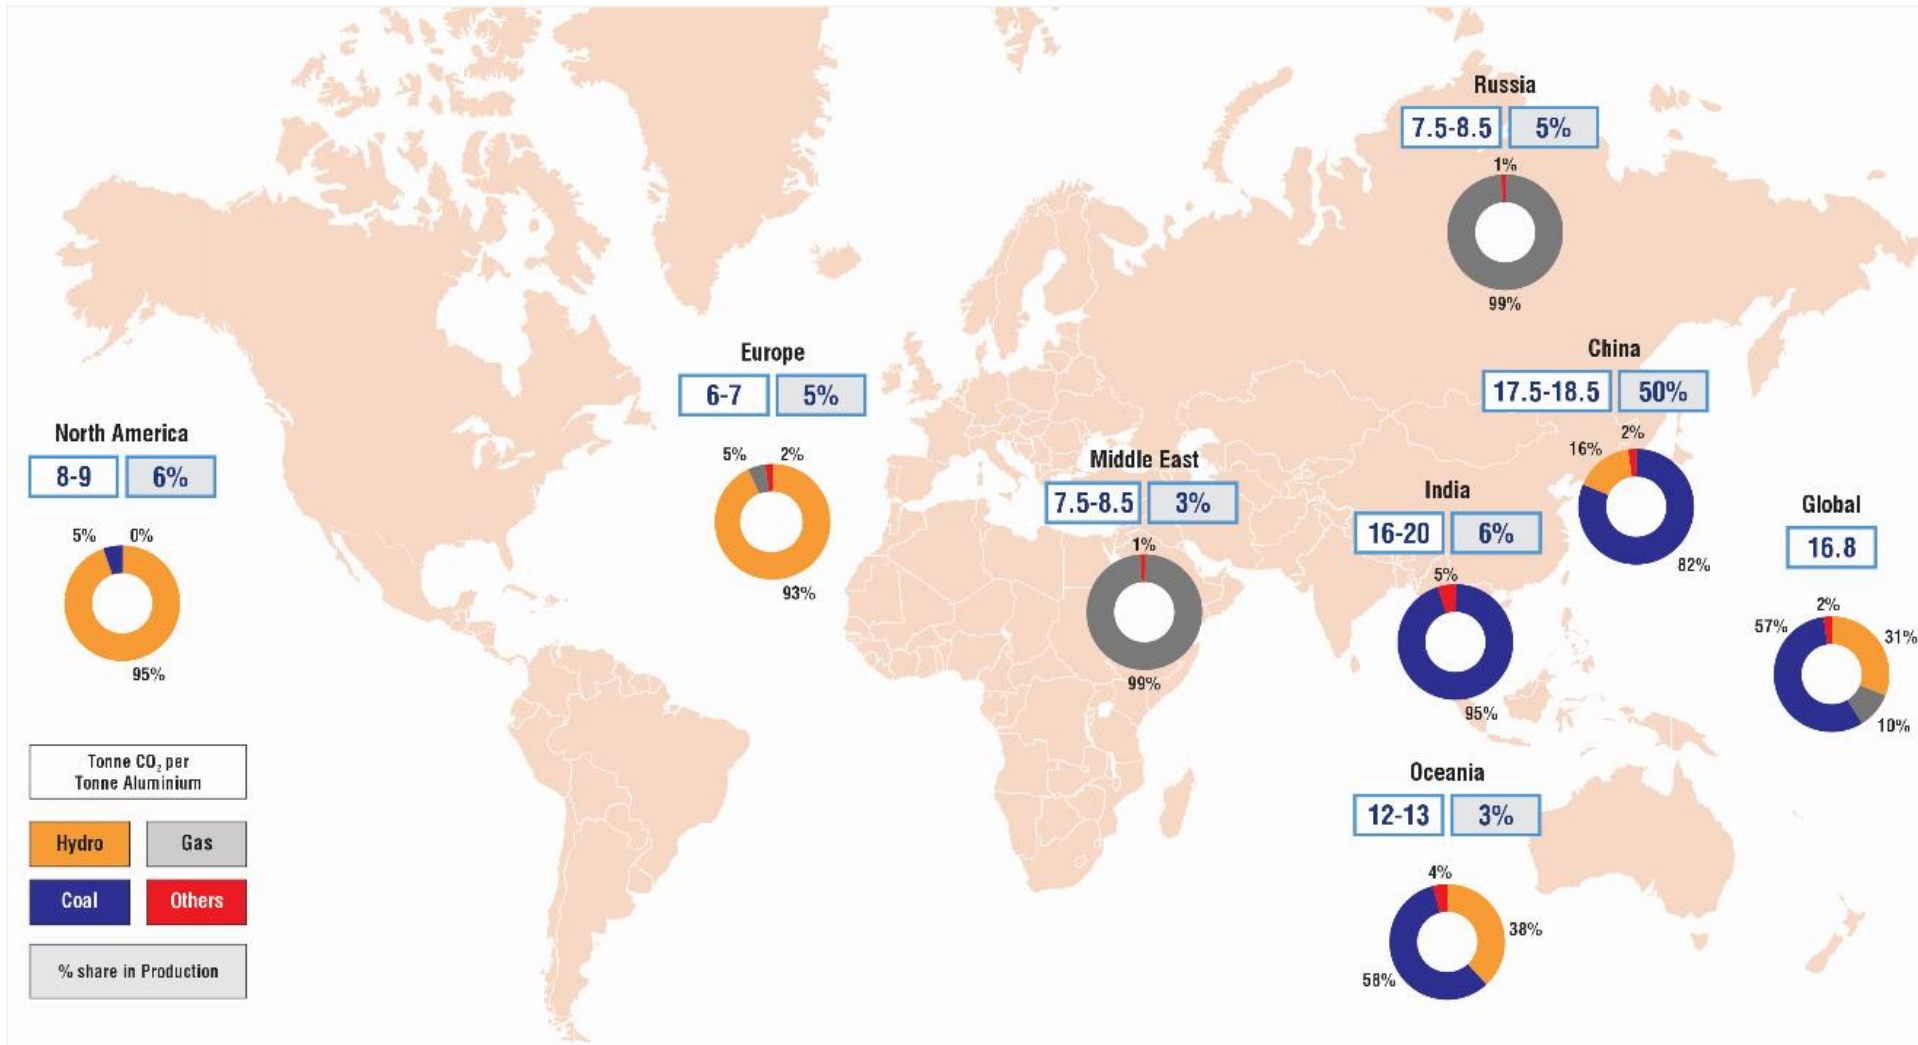 Russia
7.5-8.5 5%
1%
99%
China
17.5-18.5 50%
2%
16%
82%
Europe
6-7 5%
5% 2%
93%
North America
8-9 6%
5% 0%
95%
Middle East
7.5-8.5 3%
1%
99%
India
16-20 6%
5%
95%
Global
16.8
2%
57%
31%
10%
Oceania
12-13 3%
4%
38%
58%
Tonne CO₂ per
Tonne Aluminium
Hydro Gas
Coal Others
% share in Production